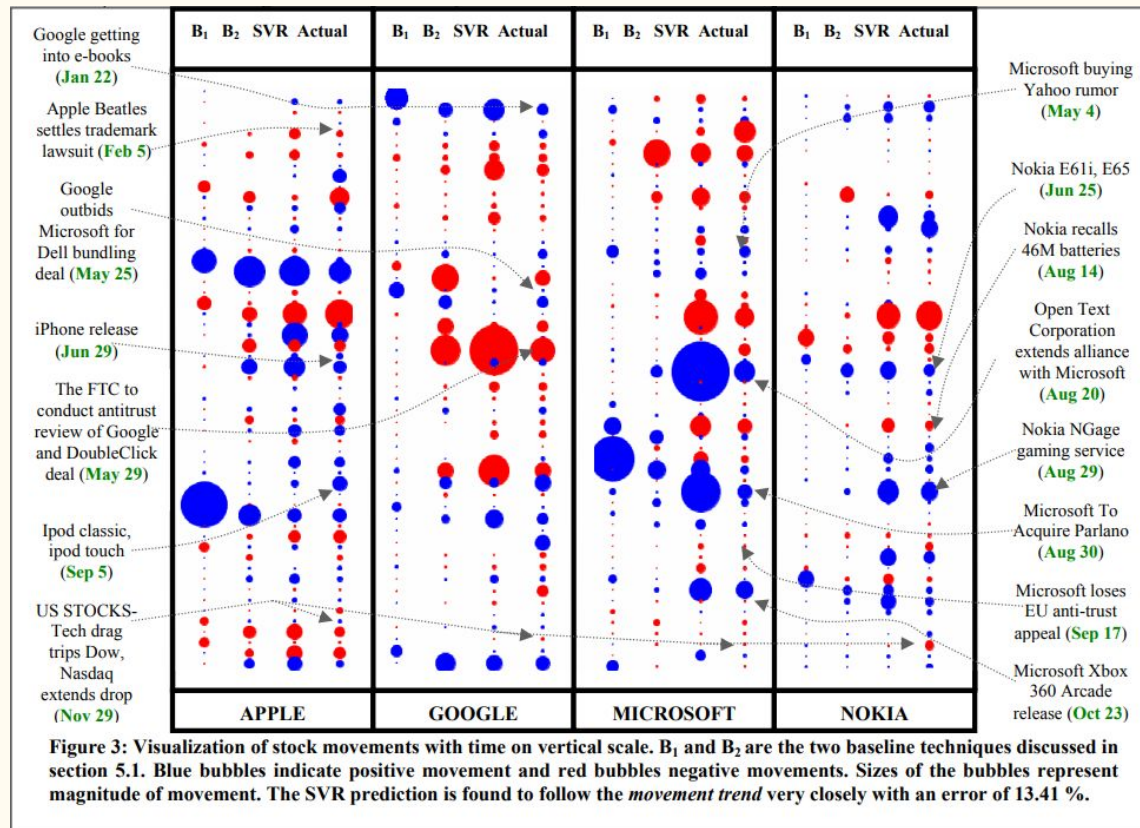 Google getting
into e-books
(Jan 22)
Apple Beatles
settles trademark
lawsuit (Feb 5)
Google
outbids
Microsoft for
Dell bundling
deal (May 25)
iPhone release
(Jun 29)
The FTC to
conduct antitrust
review of Google
and DoubleClick
deal (May 29)
Ipod classic,
ipod touch
(Sep 5)
US STOCKS-
Tech drag
trips Dow,
Nasdaq
extends drop
(Nov 29)
B₁ B₂ SVR Actual
B₁ B₂ SVR Actual
B₁ B₂ SVR Actual
B₁ B₂ SVR Actual
APPLE
GOOGLE
MICROSOFT
NOKIA
Microsoft buying
Yahoo rumor
(May 4)
Nokia E61i, E65
(Jun 25)
Nokia recalls
46M batteries
(Aug 14)
Open Text
Corporation
extends alliance
with Microsoft
(Aug 20)
Nokia NGage
gaming service
(Aug 29)
Microsoft To
Acquire Parlano
(Aug 30)
Microsoft loses
EU anti-trust
appeal (Sep 17)
Microsoft Xbox
360 Arcade
release (Oct 23)
Figure 3: Visualization of stock movements with time on vertical scale. B₁ and B₂ are the two baseline techniques discussed in
section 5.1. Blue bubbles indicate positive movement and red bubbles negative movements. Sizes of the bubbles represent
magnitude of movement. The SVR prediction is found to follow the movement trend very closely with an error of 13.41 %.